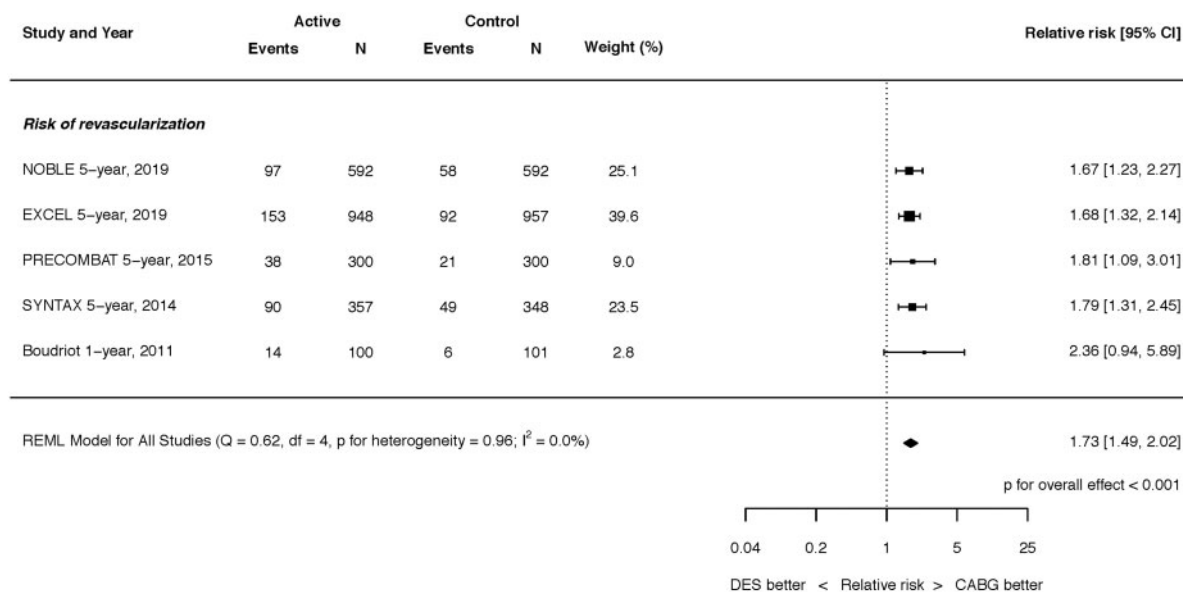 Active Control
Study and Year Relative risk [95% CI]
Events N Events N Weight (%)
Risk of revascularization
NOBLE 5−year, 2019 97 592 58 592 25.1 1.67 [1.23, 2.27]
EXCEL 5−year, 2019 153 948 92 957 39.6 1.68 [1.32, 2.14]
PRECOMBAT 5−year, 2015 38 300 21 300 9.0 1.81 [1.09, 3.01]
SYNTAX 5−year, 2014 90 357 49 348 23.5 1.79 [1.31, 2.45]
Boudriot 1−year, 2011 14 100 6 101 2.8 2.36 [0.94, 5.89]
REML Model for All Studies (Q = 0.62, df = 4, p for heterogeneity = 0.96; I² = 0.0%) 1.73 [1.49, 2.02]
p for overall effect < 0.001
0.04 0.2 1 5 25
DES better < Relative risk > CABG better